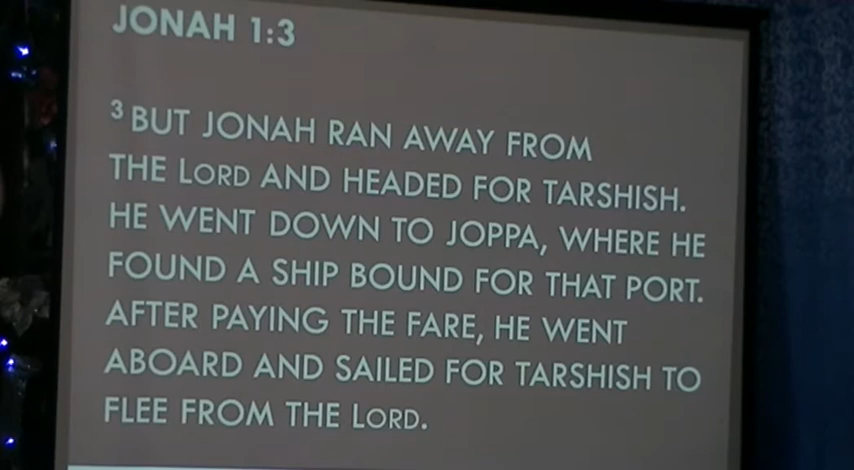 JONAH 1:3
3 BUT JONAH RAN AWAY FROM
THE LORD AND HEADED FOR TARSHISH.
HE WENT DOWN TO JOPPA, WHERE HE
FOUND A SHIP BOUND FOR THAT PORT.
AFTER PAYING THE FARE, HE WENT
ABOARD AND SAILED FOR TARSHISH TO
FLEE FROM THE LORD.